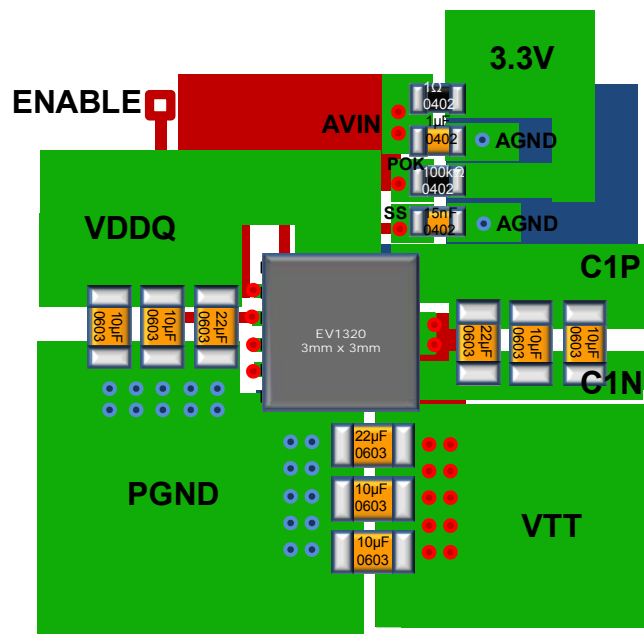 3.3V
1Ω
0402
ENABLE
AVIN
1µF
0402
AGND
POK
100kΩ
0402
SS
15nF
0402
AGND
VDDQ
C1P
10µF
0603
10µF
0603
22µF
0603
EV1320
3mm x 3mm
22µF
0603
10µF
0603
10µF
0603
C1N
22µF
0603
PGND
10µF
0603
VTT
10µF
0603